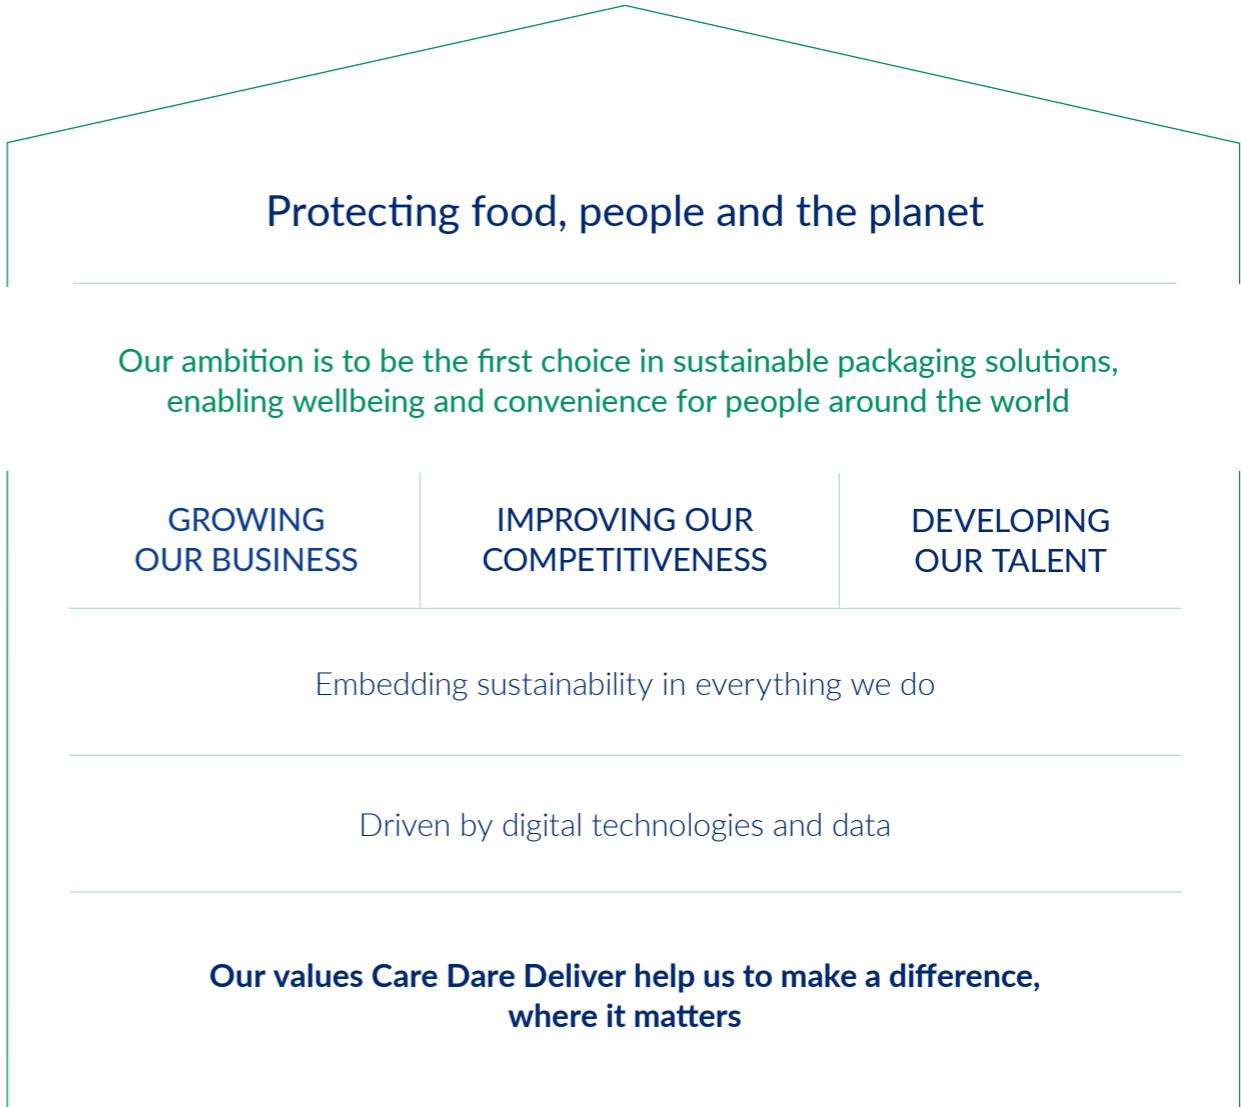 Protecting food, people and the planet
Our ambition is to be the first choice in sustainable packaging solutions,
enabling wellbeing and convenience for people around the world
GROWING
OUR BUSINESS
IMPROVING OUR
COMPETITIVENESS
DEVELOPING
OUR TALENT
Embedding sustainability in everything we do
Driven by digital technologies and data
Our values Care Dare Deliver help us to make a difference,
where it matters